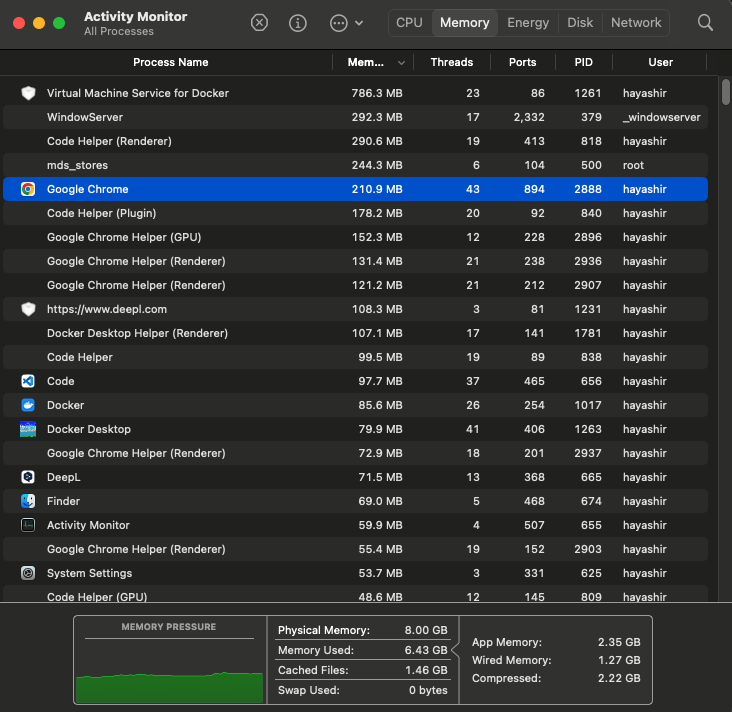 Activity Monitor
All Processes
CPU Memory Energy Disk Network
Process Name Mem... Threads Ports PID User
Virtual Machine Service for Docker 786.3 MB 23 86 1261 hayashir
WindowServer 292.3 MB 17 2,332 379 _windowserver
Code Helper (Renderer) 290.6 MB 19 413 818 hayashir
mds_stores 244.3 MB 6 104 500 root
Google Chrome 210.9 MB 43 894 2888 hayashir
Code Helper (Plugin) 178.2 MB 20 92 840 hayashir
Google Chrome Helper (GPU) 152.3 MB 12 228 2896 hayashir
Google Chrome Helper (Renderer) 131.4 MB 21 238 2936 hayashir
Google Chrome Helper (Renderer) 121.2 MB 21 212 2907 hayashir
https://www.deepl.com 108.3 MB 3 81 1231 hayashir
Docker Desktop Helper (Renderer) 107.1 MB 17 141 1781 hayashir
Code Helper 99.5 MB 19 89 838 hayashir
Code 97.7 MB 37 465 656 hayashir
Docker 85.6 MB 26 254 1017 hayashir
Docker Desktop 79.9 MB 41 406 1263 hayashir
Google Chrome Helper (Renderer) 72.9 MB 18 201 2937 hayashir
DeepL 71.5 MB 13 368 665 hayashir
Finder 69.0 MB 5 468 674 hayashir
Activity Monitor 59.9 MB 4 507 655 hayashir
Google Chrome Helper (Renderer) 55.4 MB 19 152 2903 hayashir
System Settings 53.7 MB 3 331 625 hayashir
Code Helper (GPU) 48.6 MB 12 145 809 hayashir
MEMORY PRESSURE
Physical Memory: 8.00 GB
Memory Used: 6.43 GB
Cached Files: 1.46 GB
Swap Used: 0 bytes
App Memory: 2.35 GB
Wired Memory: 1.27 GB
Compressed: 2.22 GB